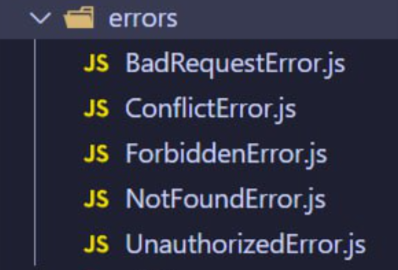 errors
JS BadRequestError.js
JS ConflictError.js
JS ForbiddenError.js
JS NotFoundError.js
JS UnauthorizedError.js